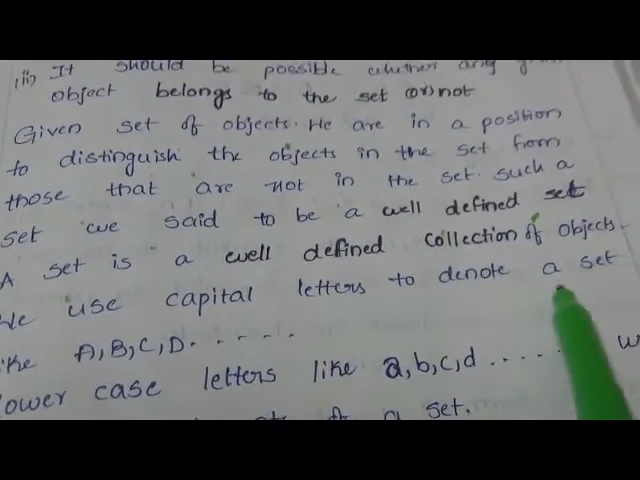 (ii) It should be possible whether any given
object belongs to the set (or) not
Given set of objects. He are in a position
to distinguish the objects in the set from
those that are not in the set. such a
set we said to be a well defined set
A set is a well defined collection of objects.
We use capital letters to denote a set
like A,B,C,D......
lower case letters like a,b,c,d .....
of a set.